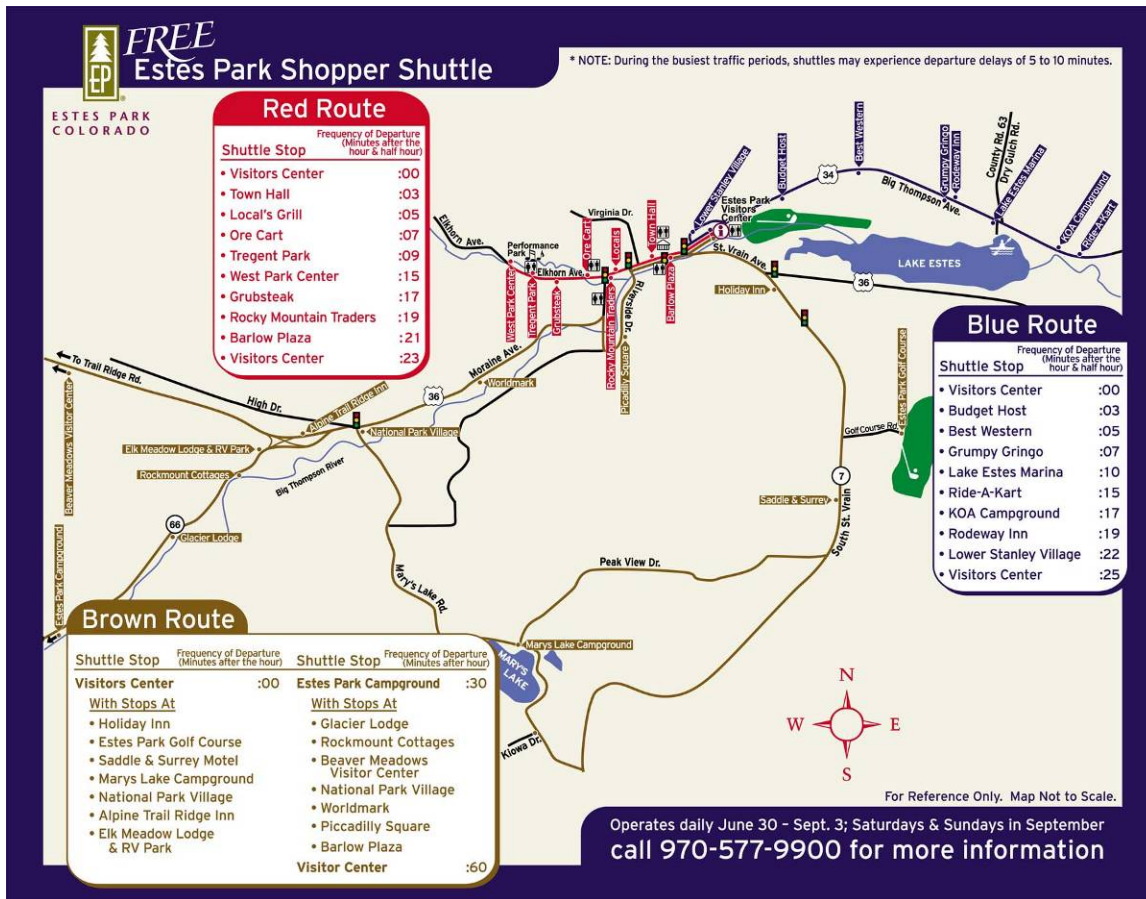 FREE
Estes Park Shopper Shuttle
EP
ESTES PARK
COLORADO
* NOTE: During the busiest traffic periods, shuttles may experience departure delays of 5 to 10 minutes.
Red Route
Shuttle Stop
Frequency of Departure
(Minutes after the
hour & half hour)
• Visitors Center :00
• Town Hall :03
• Local's Grill :05
• Ore Cart :07
• Tregent Park :09
• West Park Center :15
• Grubsteak :17
• Rocky Mountain Traders :19
• Barlow Plaza :21
• Visitors Center :23
Elkhorn Ave.
Performance
Park
West Park Center
Tregent Park
Elkhorn Ave.
Grubsteak
Ore Cart
Virginia Dr.
Locals
Rocky Mountain Traders
Riverside Dr.
Picadilly Square
Town Hall
Barlow Plaza
Lower Stanley Village
Estes Park
Visitors
Center
i
St. Vrain Ave.
Budget Host
Best Western
34
Big Thompson Ave.
Grumpy Gringo
Rodeway Inn
County Rd. 63
Dry Gulch Rd.
Lake Estes Marina
KOA Campground
Ride-A-Kart
LAKE ESTES
36
Holiday Inn
Blue Route
Shuttle Stop
Frequency of Departure
(Minutes after the
hour & half hour)
• Visitors Center :00
• Budget Host :03
• Best Western :05
• Grumpy Gringo :07
• Lake Estes Marina :10
• Ride-A-Kart :15
• KOA Campground :17
• Rodeway Inn :19
• Lower Stanley Village :22
• Visitors Center :25
To Trail Ridge Rd.
Beaver Meadows Visitor Center
High Dr.
Alpine Trail Ridge Inn
Moraine Ave.
36
Worldmark
National Park Village
Elk Meadow Lodge & RV Park
Rockmount Cottages
Big Thompson River
66
Glacier Lodge
Estes Park Campground
Mary's Lake Rd.
Estes Park Golf Course
Golf Course Rd.
7
Saddle & Surrey
South St. Vrain
Peak View Dr.
Marys Lake Campground
MARY'S
LAKE
Kiowa Dr.
Brown Route
Shuttle Stop
Frequency of Departure
(Minutes after the hour)
Visitors Center :00
With Stops At
• Holiday Inn
• Estes Park Golf Course
• Saddle & Surrey Motel
• Marys Lake Campground
• National Park Village
• Alpine Trail Ridge Inn
• Elk Meadow Lodge
& RV Park
Shuttle Stop
Frequency of Departure
(Minutes after hour)
Estes Park Campground :30
With Stops At
• Glacier Lodge
• Rockmount Cottages
• Beaver Meadows
Visitor Center
• National Park Village
• Worldmark
• Piccadilly Square
• Barlow Plaza
Visitor Center :60
N
W E
S
For Reference Only. Map Not to Scale.
Operates daily June 30 – Sept. 3; Saturdays & Sundays in September
call 970-577-9900 for more information